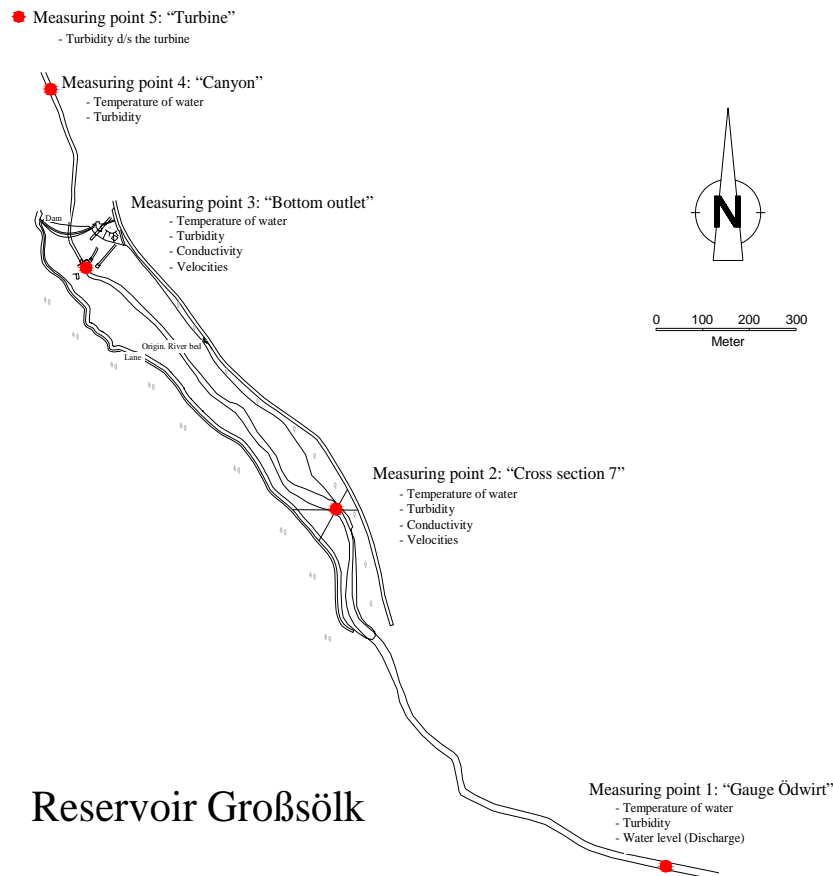 Measuring point 5: “Turbine”
- Turbidity d/s the turbine
Measuring point 4: “Canyon”
- Temperature of water
- Turbidity
Measuring point 3: “Bottom outlet”
- Temperature of water
- Turbidity
- Conductivity
- Velocities
Dam
N
0 100 200 300
Meter
Origin. River bed
Lane
Measuring point 2: “Cross section 7”
- Temperature of water
- Turbidity
- Conductivity
- Velocities
Measuring point 1: “Gauge Ödwirt”
- Temperature of water
- Turbidity
- Water level (Discharge)
Reservoir Großsölk